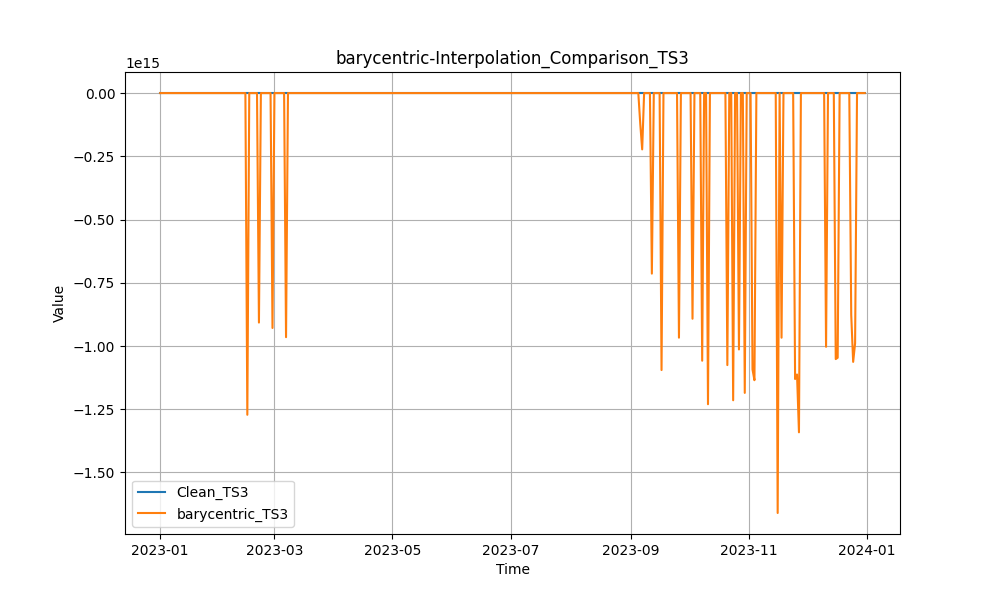 barycentric-Interpolation_Comparison_TS3
1e15
0.00
−0.25
−0.50
−0.75
−1.00
−1.25
−1.50
Value
Clean_TS3
barycentric_TS3
2023-01 2023-03 2023-05 2023-07 2023-09 2023-11 2024-01
Time